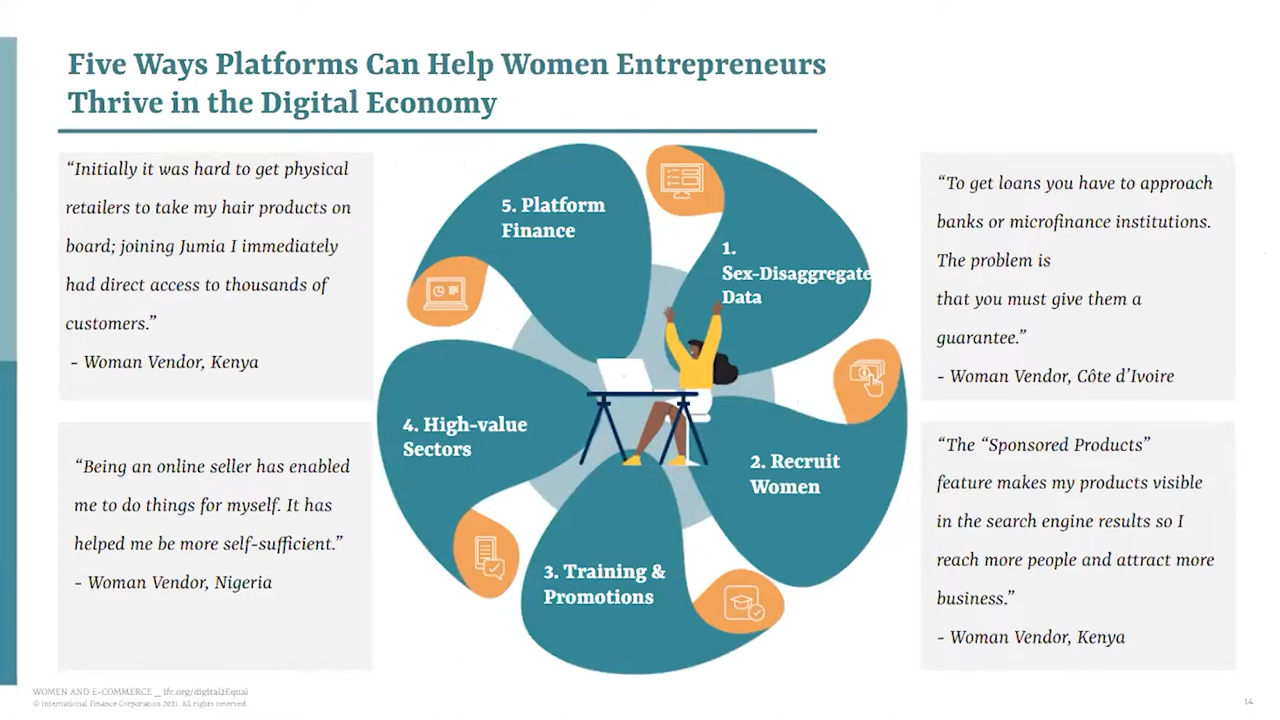 Five Ways Platforms Can Help Women Entrepreneurs
Thrive in the Digital Economy
“Initially it was hard to get physical
retailers to take my hair products on
board; joining Jumia I immediately
had direct access to thousands of
customers.”
- Woman Vendor, Kenya
“Being an online seller has enabled
me to do things for myself. It has
helped me be more self-sufficient.”
- Woman Vendor, Nigeria
5. Platform
Finance
1.
Sex-Disaggregate
Data
4. High-value
Sectors
2. Recruit
Women
3. Training &
Promotions
“To get loans you have to approach
banks or microfinance institutions.
The problem is
that you must give them a
guarantee.”
- Woman Vendor, Côte d’Ivoire
“The “Sponsored Products”
feature makes my products visible
in the search engine results so I
reach more people and attract more
business.”
- Woman Vendor, Kenya
WOMEN AND E-COMMERCE _ ifc.org/digital2Equal
© International Finance Corporation 2021. All rights reserved.
14